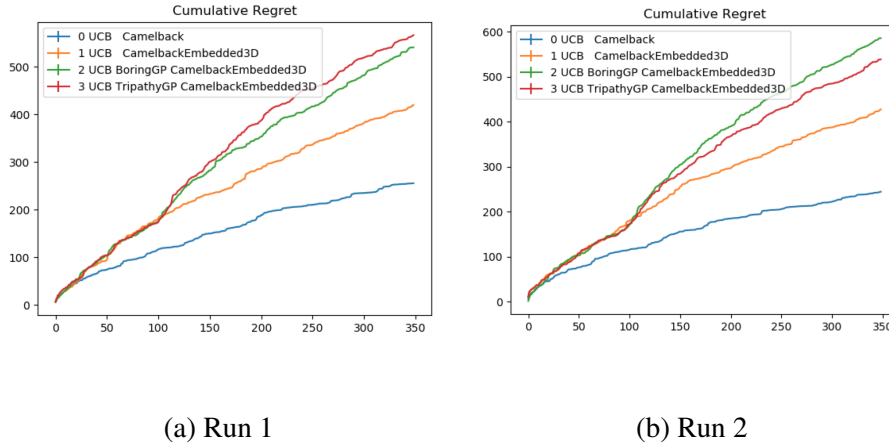 Cumulative Regret
0 UCB Camelback
1 UCB CamelbackEmbedded3D
2 UCB BoringGP CamelbackEmbedded3D
3 UCB TripathyGP CamelbackEmbedded3D
500
400
300
200
100
0
0 50 100 150 200 250 300 350
(a) Run 1
Cumulative Regret
0 UCB Camelback
1 UCB CamelbackEmbedded3D
2 UCB BoringGP CamelbackEmbedded3D
3 UCB TripathyGP CamelbackEmbedded3D
600
500
400
300
200
100
0
0 50 100 150 200 250 300 350
(b) Run 2